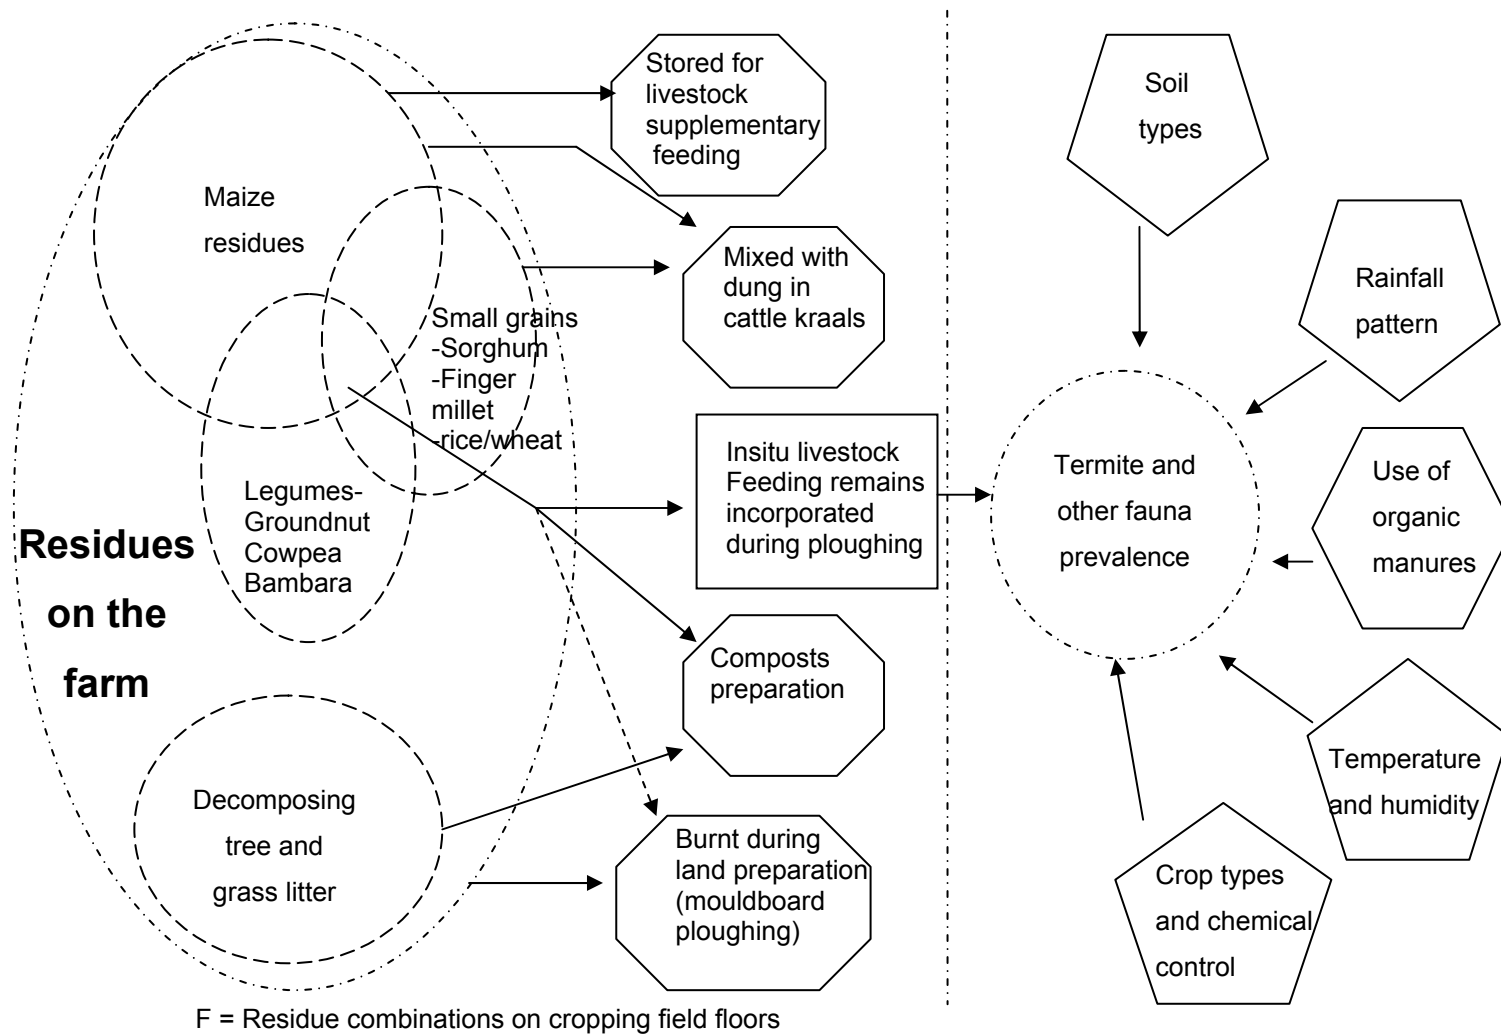 Stored for
livestock
supplementary
feeding
Maize
residues
Mixed with
dung in
cattle kraals
Small grains
-Sorghum
-Finger
millet
-rice/wheat
Legumes-
Groundnut
Cowpea
Bambara
Insitu livestock
Feeding remains
incorporated
during ploughing
Residues
on the
farm
Composts
preparation
Decomposing
tree and
grass litter
Burnt during
land preparation
(mouldboard
ploughing)
F = Residue combinations on cropping field floors
Soil
types
Rainfall
pattern
Termite and
other fauna
prevalence
Use of
organic
manures
Temperature
and humidity
Crop types
and chemical
control